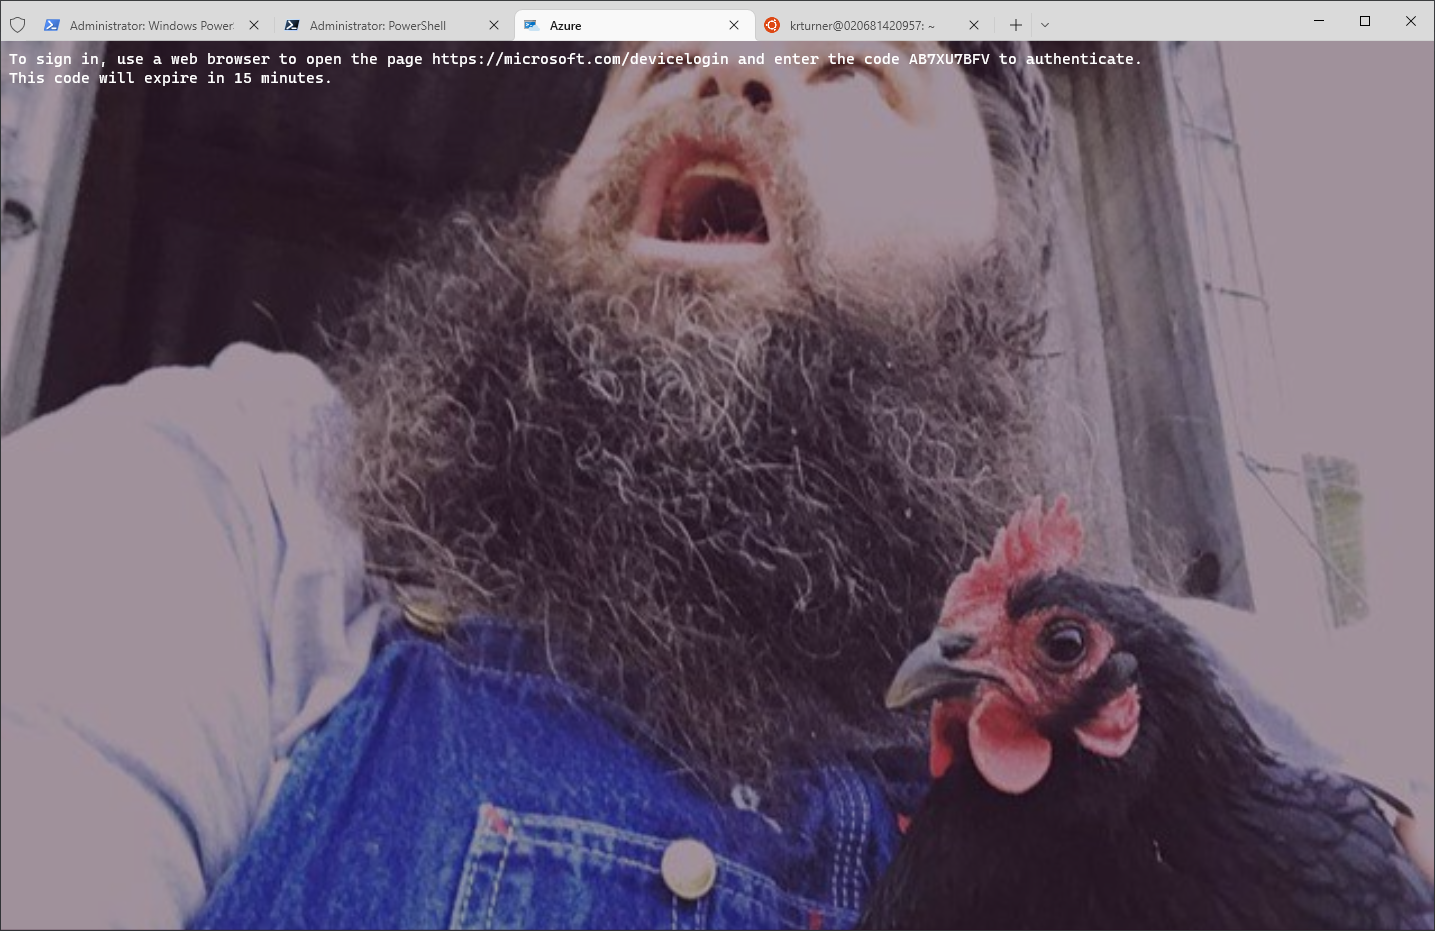 Administrator: Windows Power
Administrator: PowerShell
Azure
krturner@020681420957: ~
To sign in, use a web browser to open the page https://microsoft.com/devicelogin and enter the code AB7XU7BFV to authenticate.
This code will expire in 15 minutes.